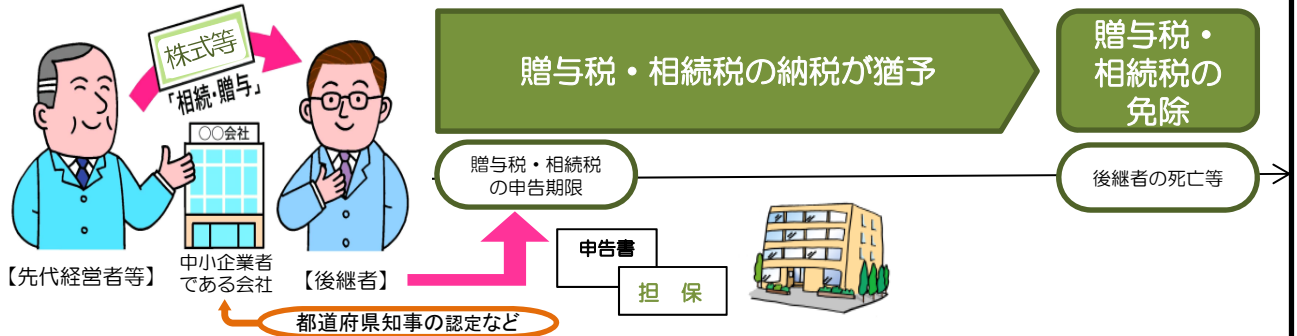 株式等
「相続・贈与」
○○会社
【先代経営者等】
中小企業者
である会社
【後継者】
都道府県知事の認定など
贈与税・相続税の納税が猶予
贈与税・
相続税の
免除
贈与税・相続税
の申告期限
後継者の死亡等
申告書
担 保